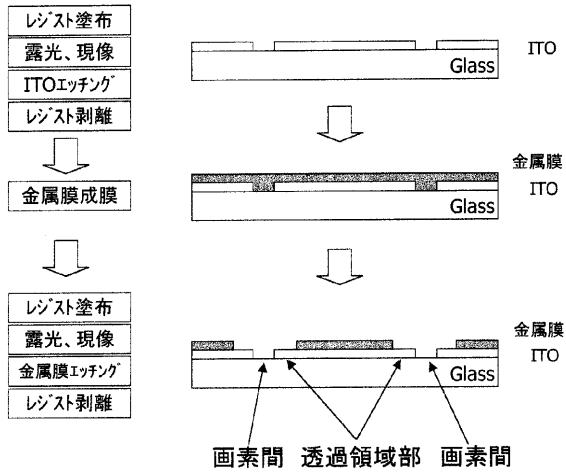 レジスト塗布
露光、現像
ITOエッチング
レジスト剥離
ITO
Glass
金属膜成膜
金属膜
ITO
Glass
レジスト塗布
露光、現像
金属膜エッチング
レジスト剥離
金属膜
ITO
Glass
画素間 透過領域部 画素間